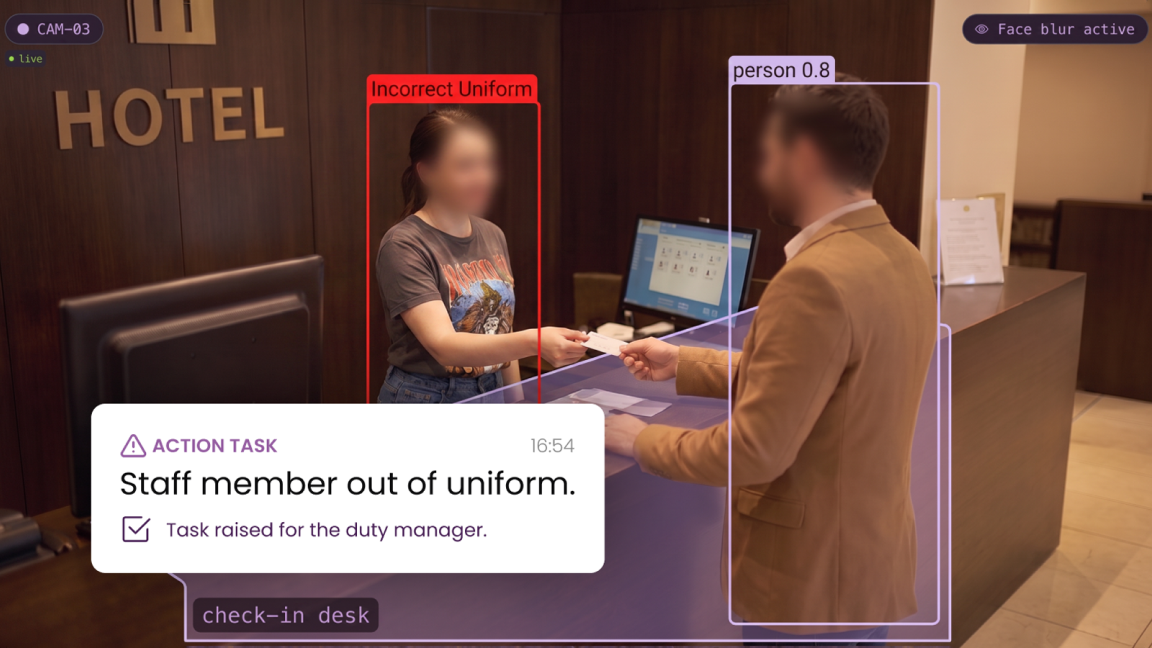 CAM-03
live
Face blur active
HOTEL
Incorrect Uniform
person 0.8
ACTION TASK
16:54
Staff member out of uniform.
Task raised for the duty manager.
check-in desk